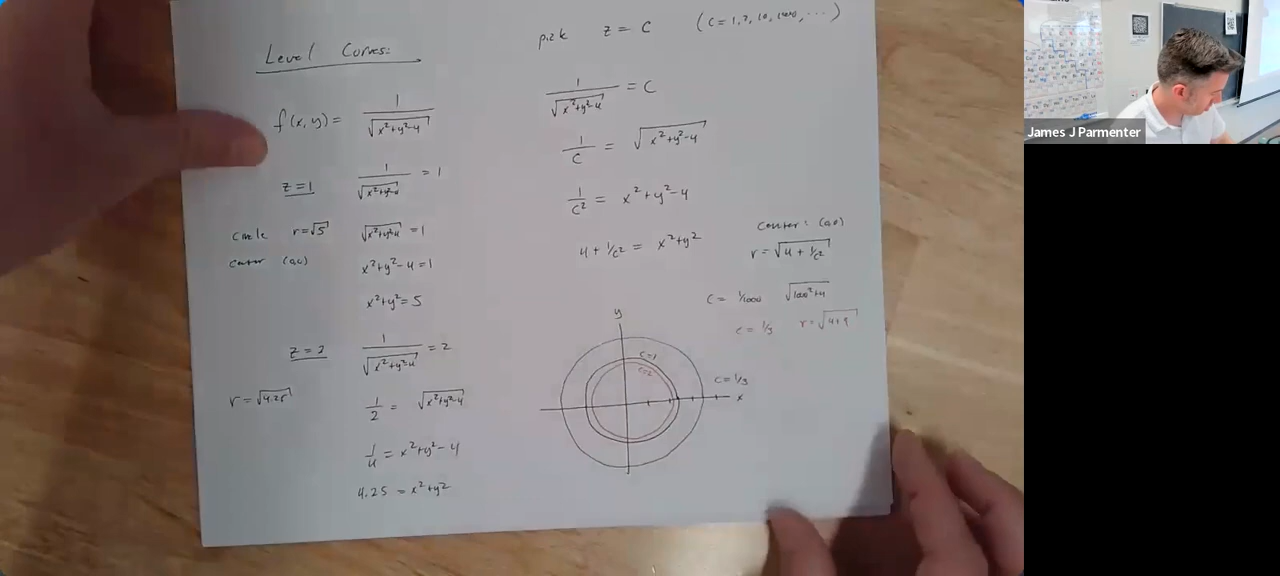 Level Curves:
f(x,y) = 1/√(x²+y²-4)
z=1 1/√(x²+y²-4) = 1
circle r=√5 √(x²+y²-4) = 1
center (0,0) x²+y²-4=1
x²+y²=5
z=2 1/√(x²+y²-4) = 2
r=√4.25 1/2 = √(x²+y²-4)
1/4 = x²+y²-4
4.25 = x²+y²
pick z = C (C=1,2,10,1000,...)
1/√(x²+y²-4) = C
1/C = √(x²+y²-4)
1/C² = x²+y²-4
4+1/C² = x²+y²
center: (0,0)
r=√(4+1/C²)
C= 1/1000 √(1000²+4)
C=1/3 r=√(4+9)
y
C=1
C=2
C=1/3
x
James J Parmenter